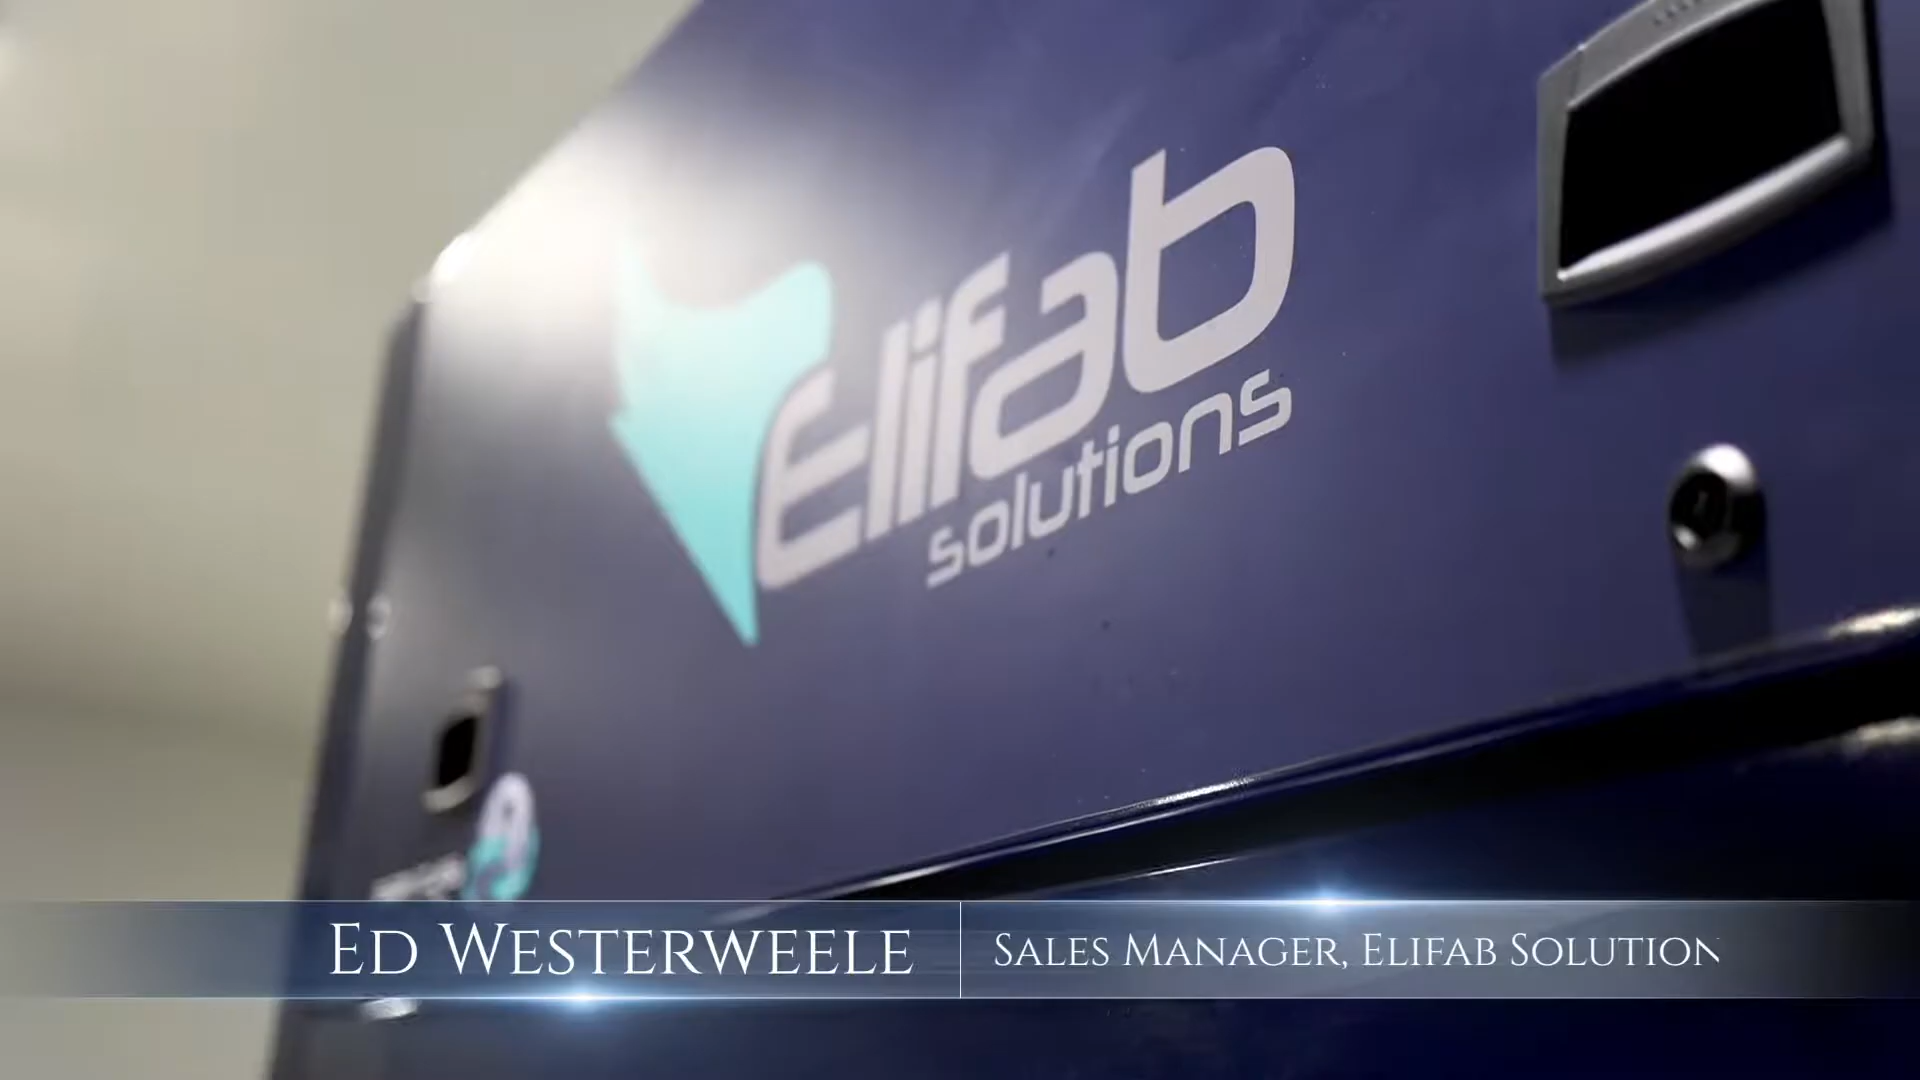 Elifab
solutions
ED WESTERWEELE
SALES MANAGER, ELIFAB SOLUTION